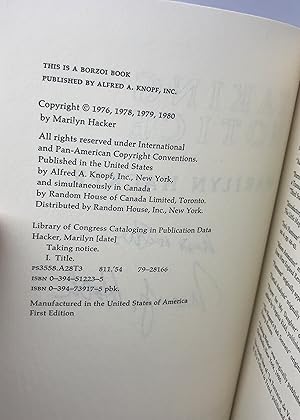 THIS IS A BORZOI BOOK
PUBLISHED BY ALFRED A. KNOPF, INC.
Copyright © 1976, 1978, 1979, 1980
by Marilyn Hacker
All rights reserved under International
and Pan-American Copyright Conventions.
Published in the United States
by Alfred A. Knopf, Inc., New York,
and simultaneously in Canada
by Random House of Canada Limited, Toronto.
Distributed by Random House, Inc., New York.
Library of Congress Cataloging in Publication Data
Hacker, Marilyn [date]
Taking notice.
I. Title.
PS3558.A28T3 811'.54 79-28166
ISBN 0-394-51223-5
ISBN 0-394-73917-5 pbk.
Manufactured in the United States of America
First Edition